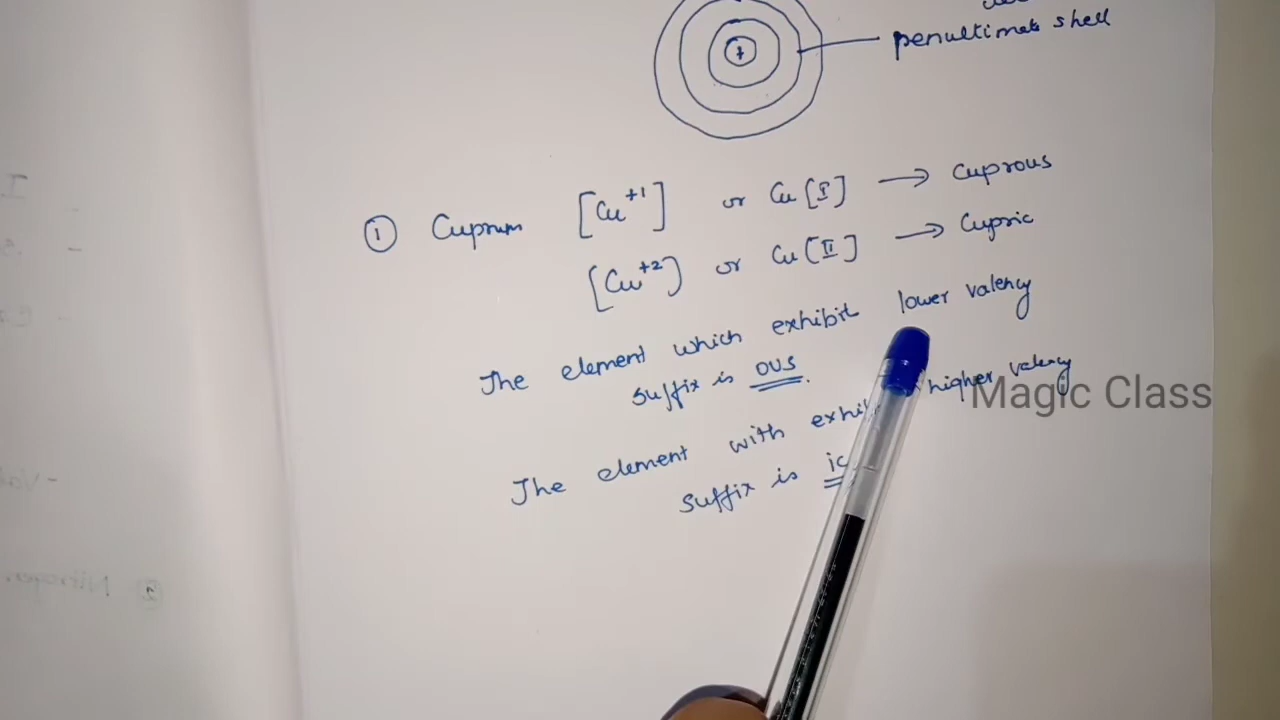 penultimate shell
① Cuprum [Cu+1] or Cu [I] → Cuprous
[Cu+2) or Cu [II] → Cupric
The element which exhibit lower valency
suffix is ous.
The element with higher valency
suffix is ic
Magic Class